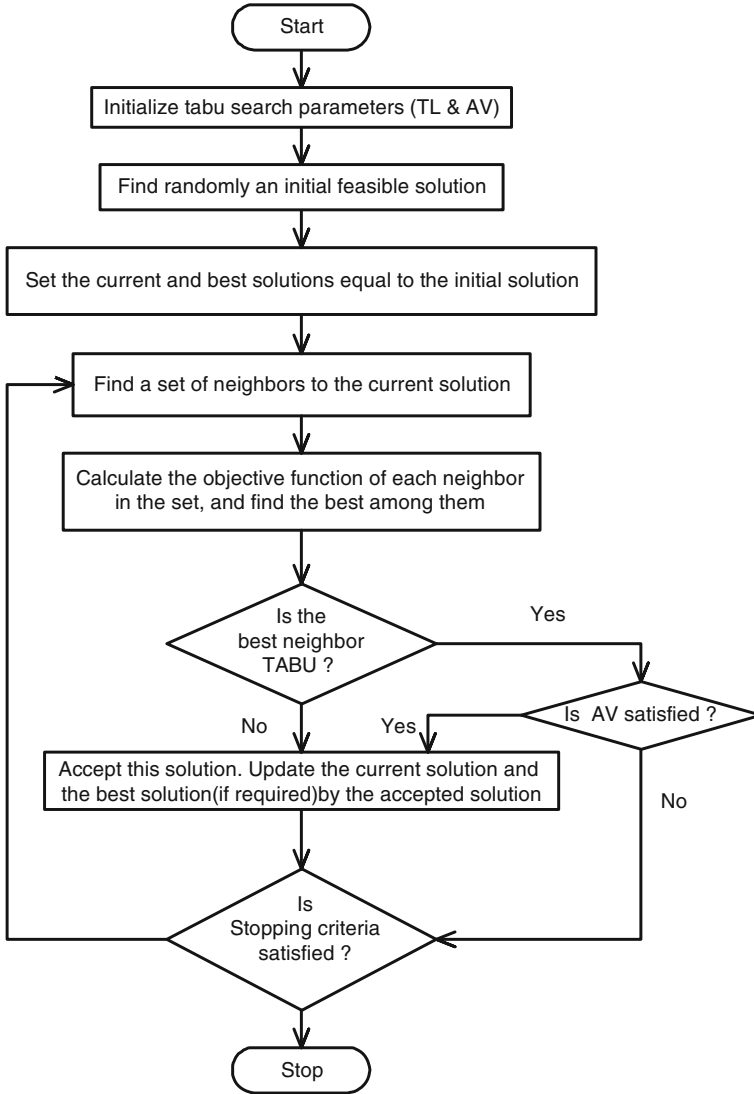 Start
Initialize tabu search parameters (TL & AV)
Find randomly an initial feasible solution
Set the current and best solutions equal to the initial solution
Find a set of neighbors to the current solution
Calculate the objective function of each neighbor
in the set, and find the best among them
Is the
best neighbor
TABU ?
Yes
Is AV satisfied ?
No
Yes
Accept this solution. Update the current solution and
the best solution(if required)by the accepted solution
No
Is
Stopping criteria
satisfied ?
Stop